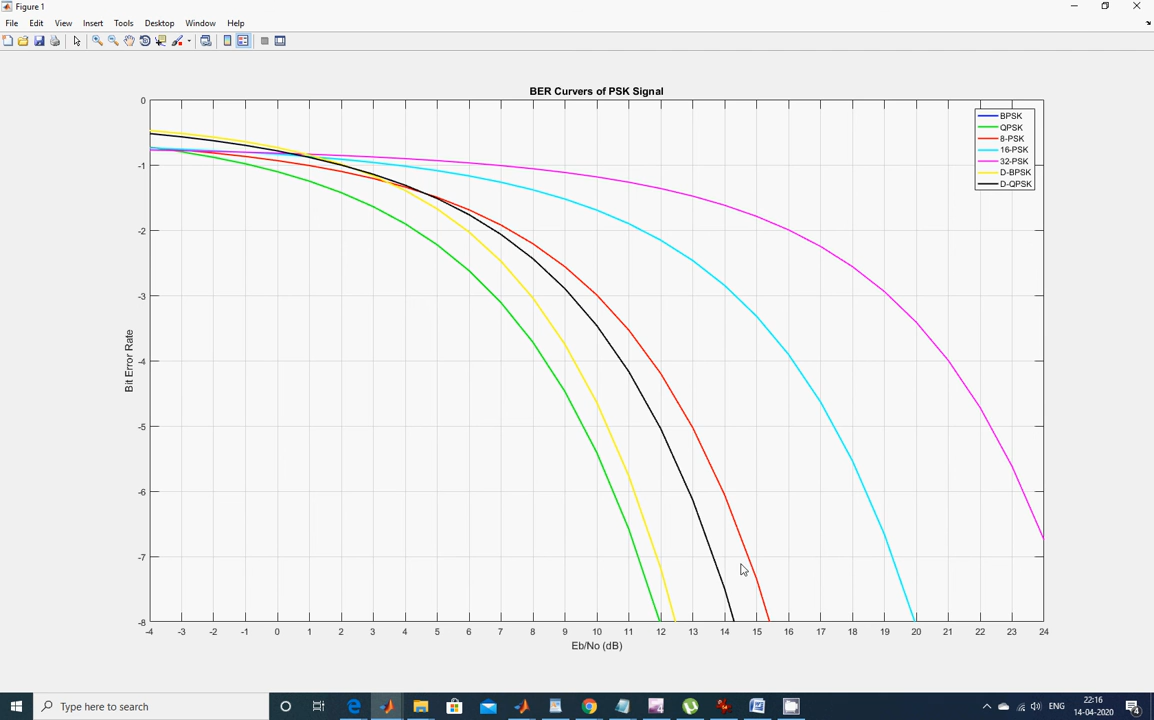 Figure 1
File Edit View Insert Tools Desktop Window Help
BER Curvers of PSK Signal
BPSK
QPSK
8-PSK
16-PSK
32-PSK
D-BPSK
D-QPSK
0
-1
-2
-3
-4
-5
-6
-7
-8
Bit Error Rate
-4 -3 -2 -1 0 1 2 3 4 5 6 7 8 9 10 11 12 13 14 15 16 17 18 19 20 21 22 23 24
Eb/No (dB)
Type here to search
ENG
22:16
14-04-2020
4